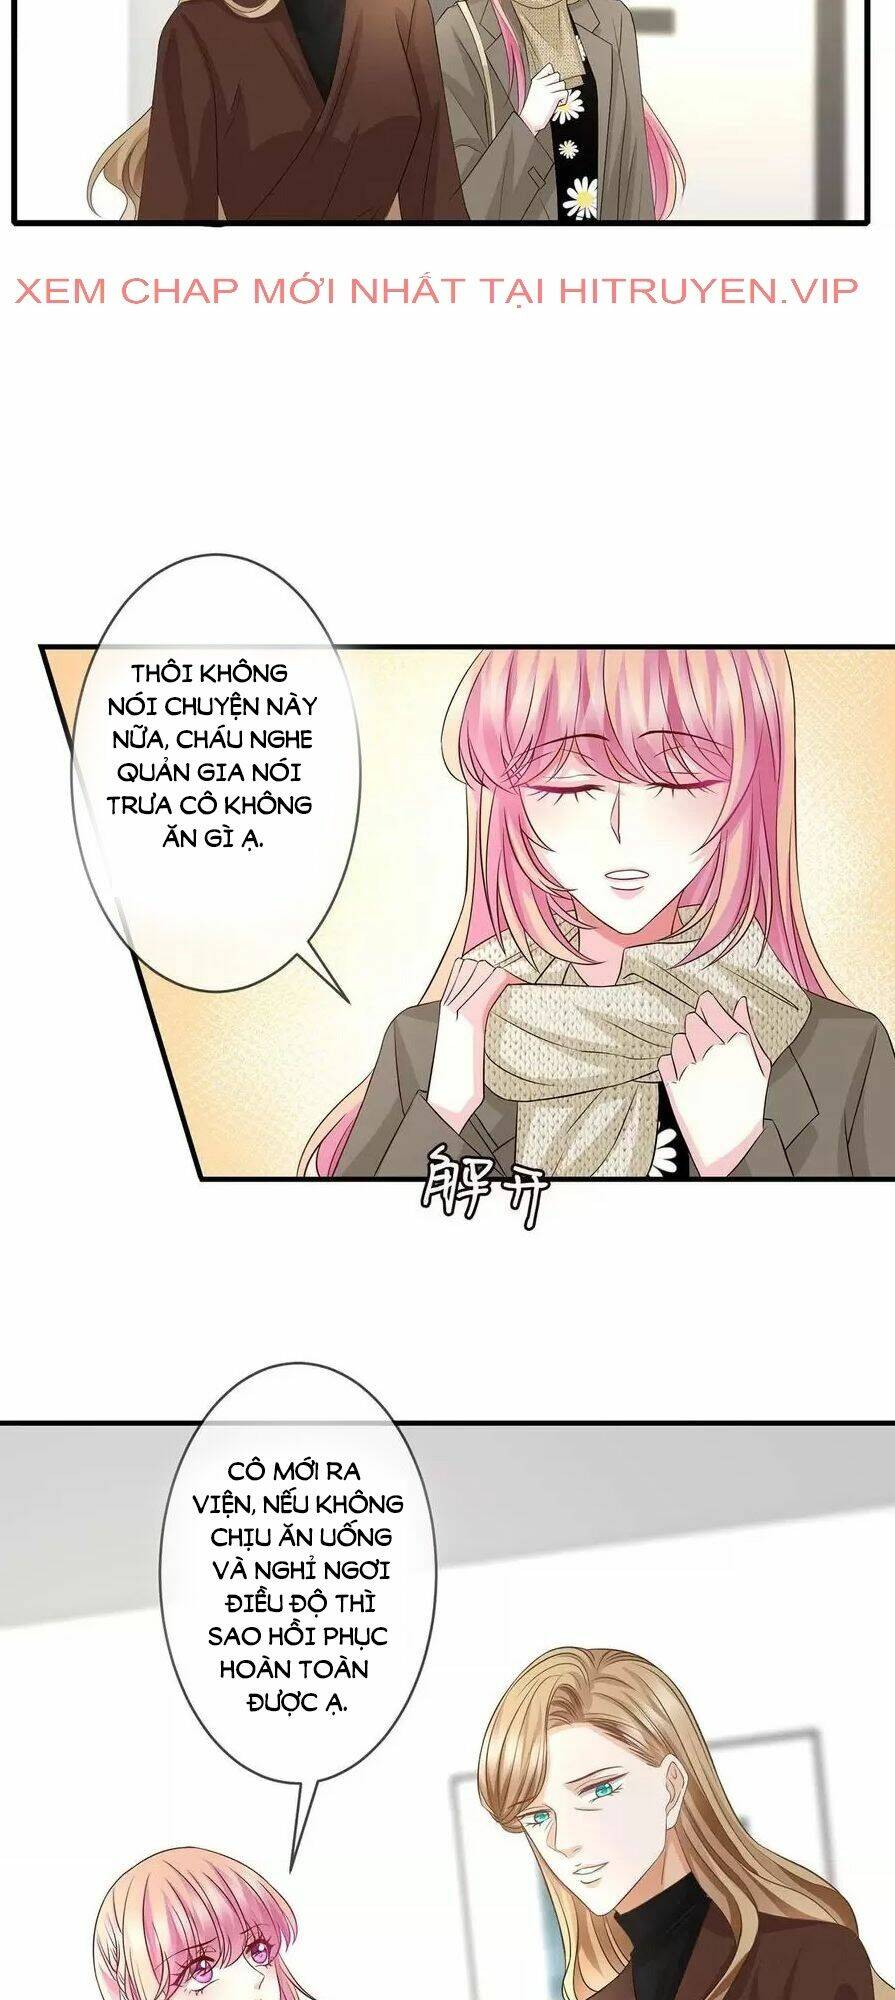 XEM CHAP MỚI NHẤT TẠI HITRUYEN.VIP
THÔI KHÔNG
NÓI CHUYỆN NÀY
NỮA, CHÁU NGHE
QUẢN GIA NÓI
TRƯA CÔ KHÔNG
ĂN GÌ Ạ.
解开
CÔ MỚI RA
VIỆN, NẾU KHÔNG
CHỊU ĂN UỐNG
VÀ NGHỈ NGƠI
ĐIỀU ĐỘ THÌ
SAO HỒI PHỤC
HOÀN TOÀN
ĐƯỢC Ạ.